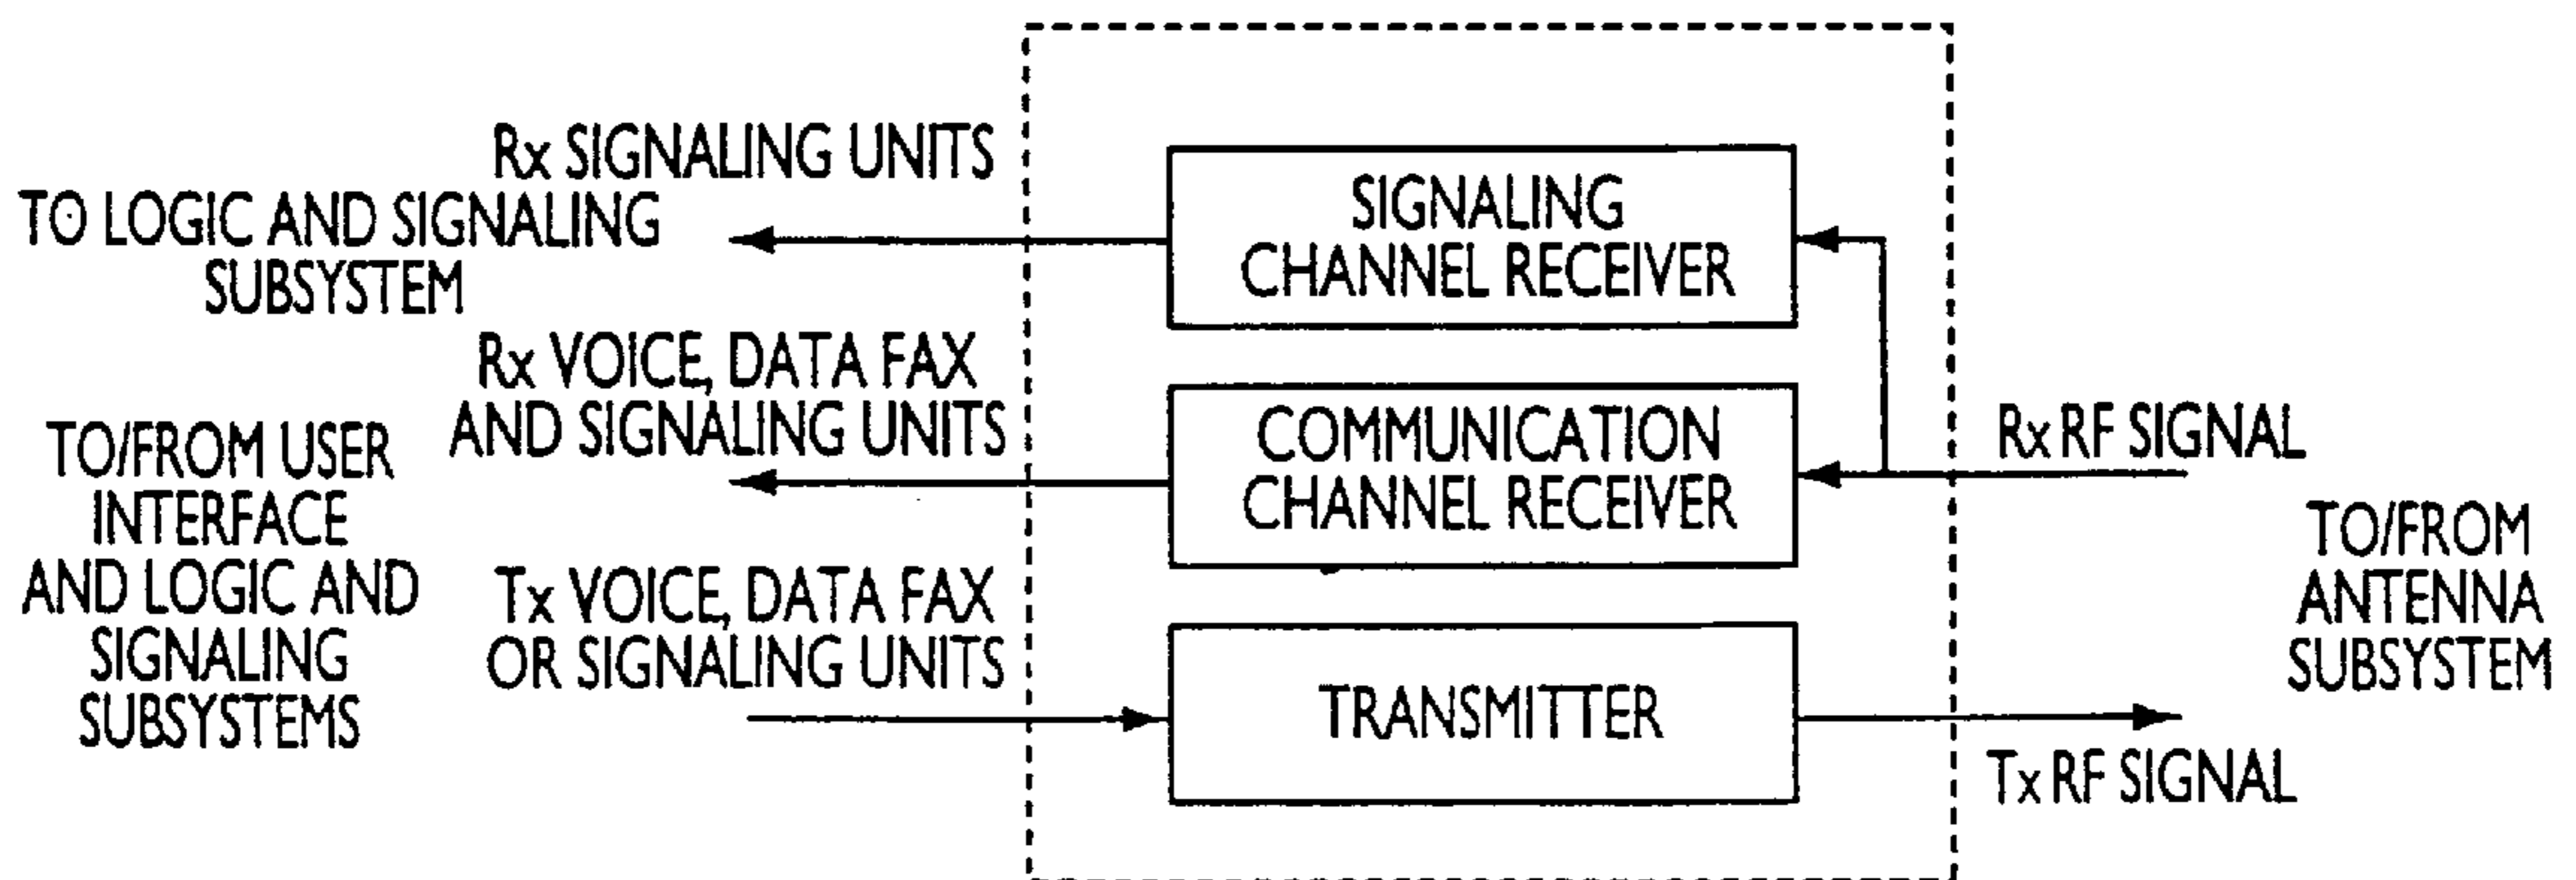 Rx SIGNALING UNITS
TO LOGIC AND SIGNALING
SUBSYSTEM
SIGNALING
CHANNEL RECEIVER
Rx VOICE, DATA FAX
AND SIGNALING UNITS
TO/FROM USER
INTERFACE
AND LOGIC AND
SIGNALING
SUBSYSTEMS
COMMUNICATION
CHANNEL RECEIVER
Rx RF SIGNAL
TO/FROM
ANTENNA
SUBSYSTEM
Tx VOICE, DATA FAX
OR SIGNALING UNITS
TRANSMITTER
Tx RF SIGNAL